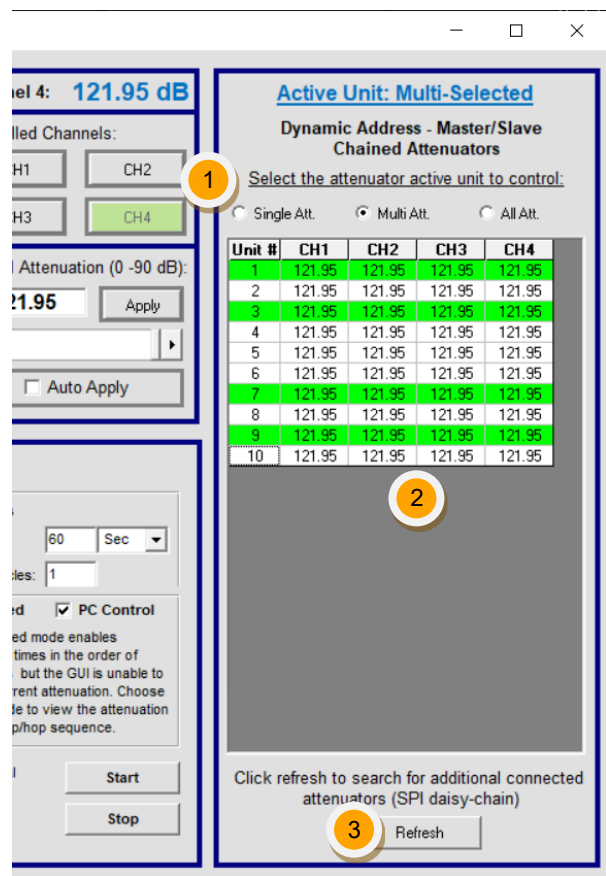 nel 4: 121.95 dB
lled Channels:
H1 CH2
H3 CH4
l Attenuation (0 -90 dB):
21.95 Apply
Auto Apply
s
60 Sec
cles: 1
ed PC Control
ed mode enables
times in the order of
but the GUI is unable to
rent attenuation. Choose
de to view the attenuation
p/hop sequence.
l Start
Stop
Active Unit: Multi-Selected
Dynamic Address - Master/Slave
Chained Attenuators
1 Select the attenuator active unit to control:
Single Att. Multi Att. All Att.
Unit # CH1 CH2 CH3 CH4
1 121.95 121.95 121.95 121.95
2 121.95 121.95 121.95 121.95
3 121.95 121.95 121.95 121.95
4 121.95 121.95 121.95 121.95
5 121.95 121.95 121.95 121.95
6 121.95 121.95 121.95 121.95
7 121.95 121.95 121.95 121.95
8 121.95 121.95 121.95 121.95
9 121.95 121.95 121.95 121.95
10 121.95 121.95 121.95 121.95
2
Click refresh to search for additional connected
attenuators (SPI daisy-chain)
3 Refresh